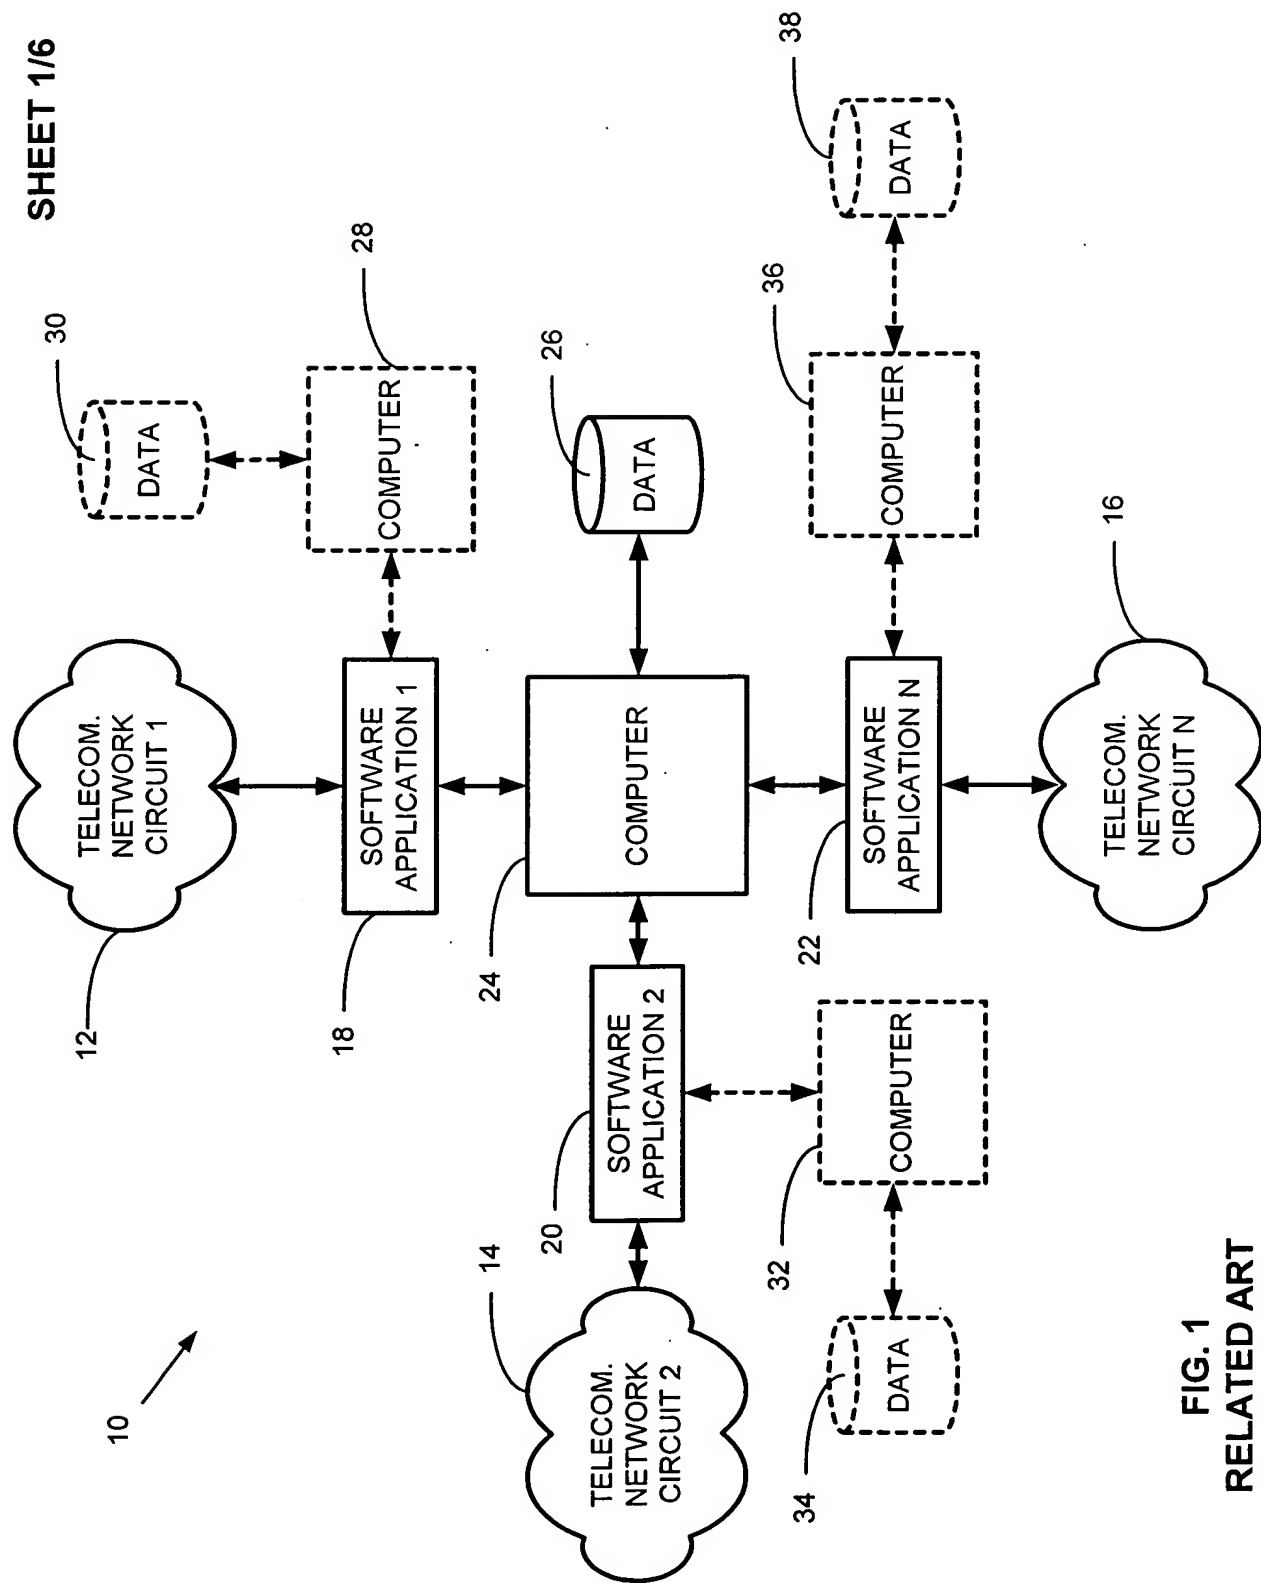 SHEET 1/6
10
12
TELECOM.
NETWORK
CIRCUIT 1
30
DATA
18
SOFTWARE
APPLICATION 1
COMPUTER
28
14
TELECOM.
NETWORK
CIRCUIT 2
20
SOFTWARE
APPLICATION 2
24
COMPUTER
26
DATA
34
DATA
32
COMPUTER
22
SOFTWARE
APPLICATION N
36
COMPUTER
38
DATA
TELECOM.
NETWORK
CIRCUIT N
16
FIG. 1
RELATED ART